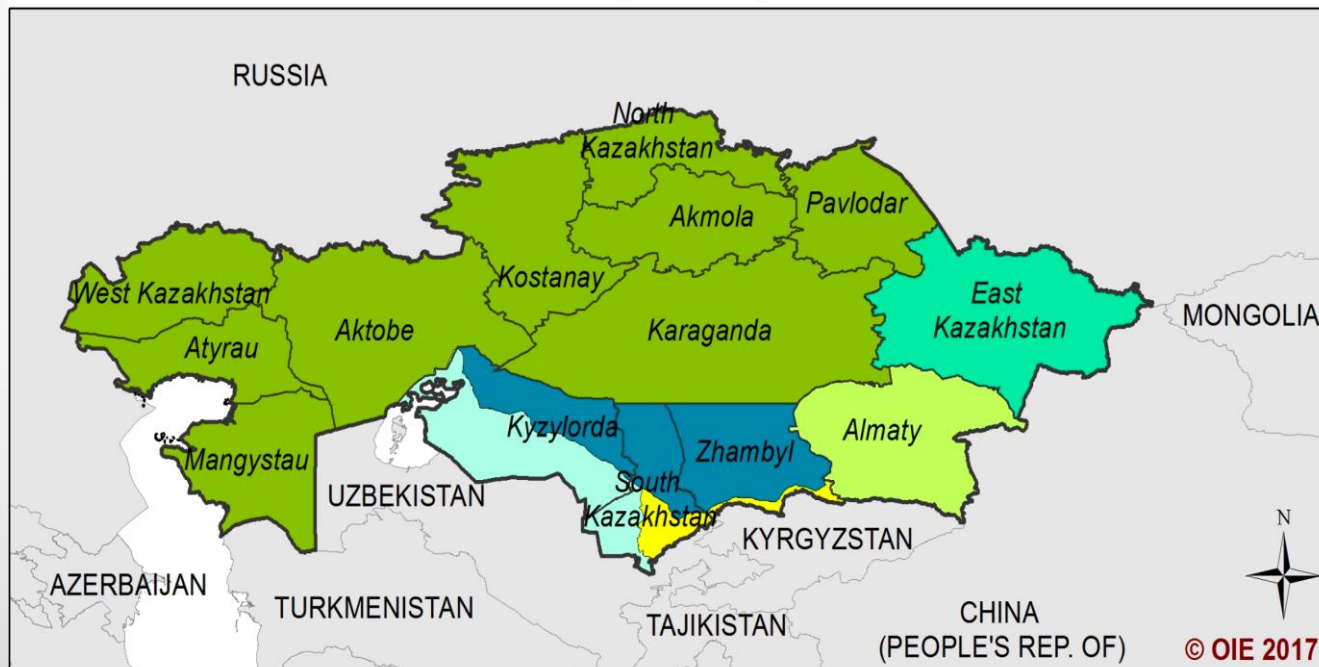 RUSSIA
North
Kazakhstan
Pavlodar
Akmola
Kostanay
West Kazakhstan
East
Kazakhstan
MONGOLIA
Aktobe
Karaganda
Atyrau
Kyzylorda
Zhambyl
Almaty
Mangystau
South
Kazakhstan
UZBEKISTAN
KYRGYZSTAN
N
AZERBAIJAN
TURKMENISTAN
TAJIKISTAN
CHINA
(PEOPLE'S REP. OF)
© OIE 2017